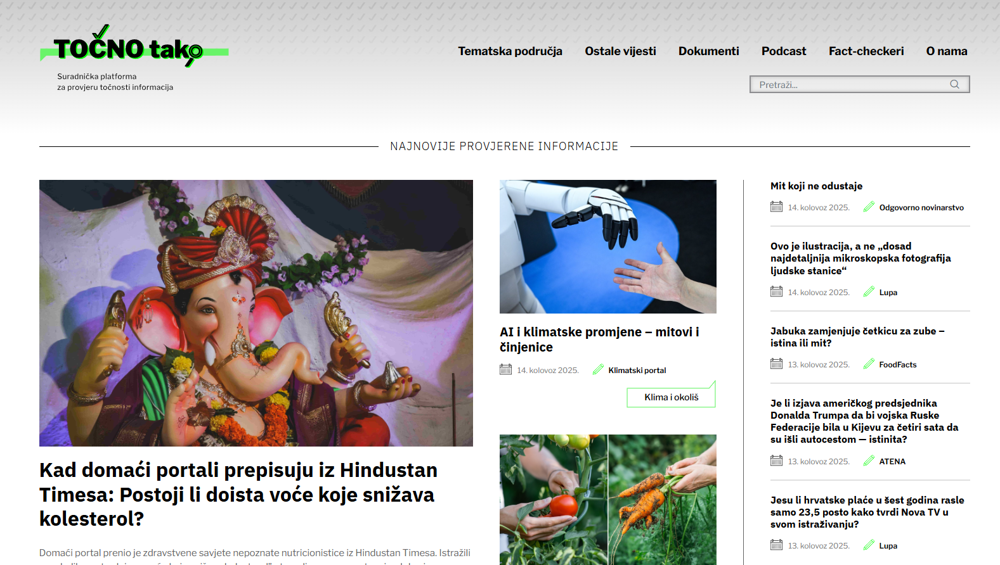 TOČNO tako
Suradnička platforma
za provjeru točnosti informacija
Tematska područja
Ostale vijesti
Dokumenti
Podcast
Fact-checkeri
O nama
Pretraži...
NAJNOVIJE PROVJERENE INFORMACIJE
Kad domaći portali prepisuju iz Hindustan
Timesa: Postoji li doista voće koje snižava
kolesterol?
Domaći portal prenio je zdravstvene savjete nepoznate nutricionistice iz Hindustan Timesa. Istražili
AI i klimatske promjene – mitovi i
činjenice
14. kolovoz 2025.
Klimatski portal
Klima i okoliš
Mit koji ne odustaje
14. kolovoz 2025.
Odgovorno novinarstvo
Ovo je ilustracija, a ne „dosad
najdetaljnija mikroskopska fotografija
ljudske stanice“
14. kolovoz 2025.
Lupa
Jabuka zamjenjuje četkicu za zube –
istina ili mit?
13. kolovoz 2025.
FoodFacts
Je li izjava američkog predsjednika
Donalda Trumpa da bi vojska Ruske
Federacije bila u Kijevu za četiri sata da
su išli autocestom — istinita?
13. kolovoz 2025.
ATENA
Jesu li hrvatske plaće u šest godina rasle
samo 23,5 posto kako tvrdi Nova TV u
svom istraživanju?
13. kolovoz 2025.
Lupa